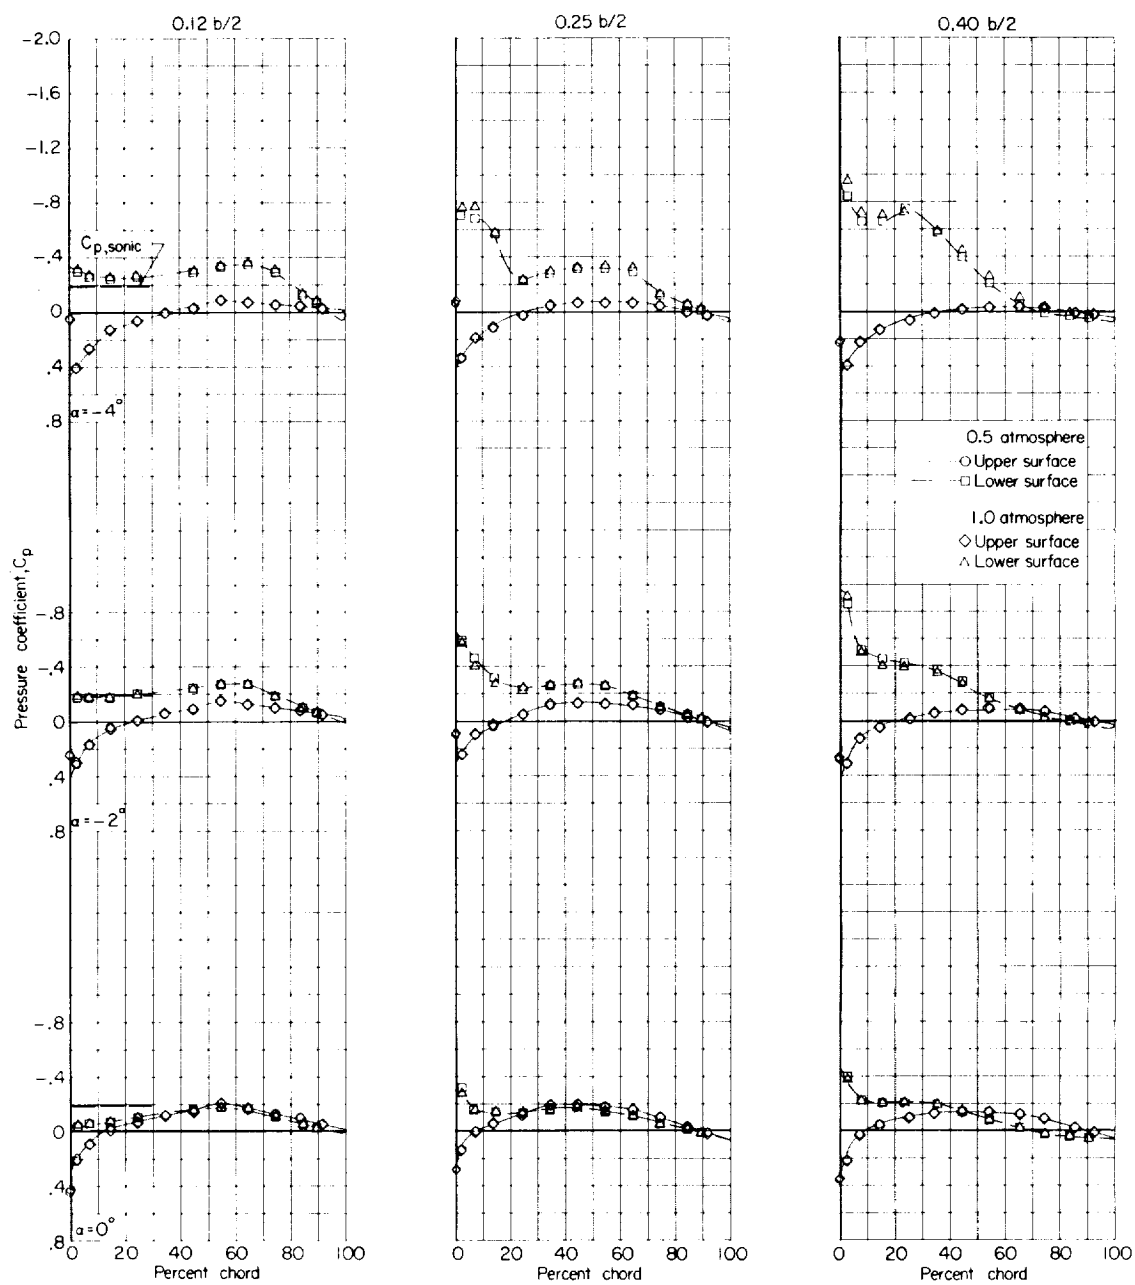 0.12 b/2
0.25 b/2
0.40 b/2
-2.0
-1.6
-1.2
-.8
-.4
0
.4
.8
Cp,sonic
α=-4°
0.5 atmosphere
Upper surface
Lower surface
1.0 atmosphere
Upper surface
Lower surface
Pressure coefficient, Cp
-.8
-.4
0
.4
.8
α=-2°
-.8
-.4
0
.4
.8
α=0°
0 20 40 60 80 100
Percent chord
0 20 40 60 80 100
Percent chord
0 20 40 60 80 100
Percent chord